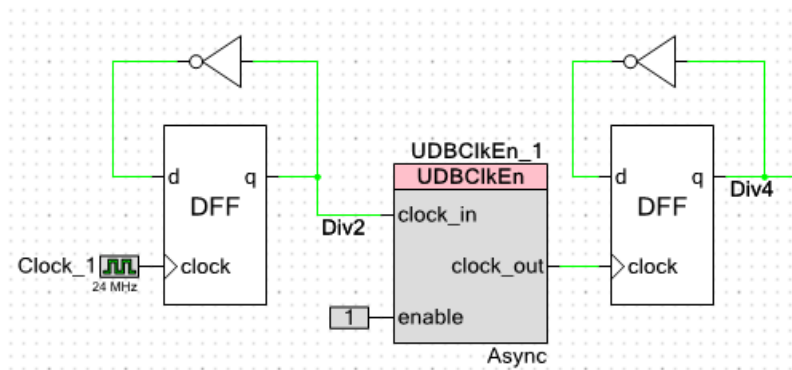 d
q
DFF
clock
Clock_1
24 MHz
Div2
UDBClkEn_1
UDBClkEn
clock_in
clock_out
1
enable
Async
d
q
DFF
clock
Div4